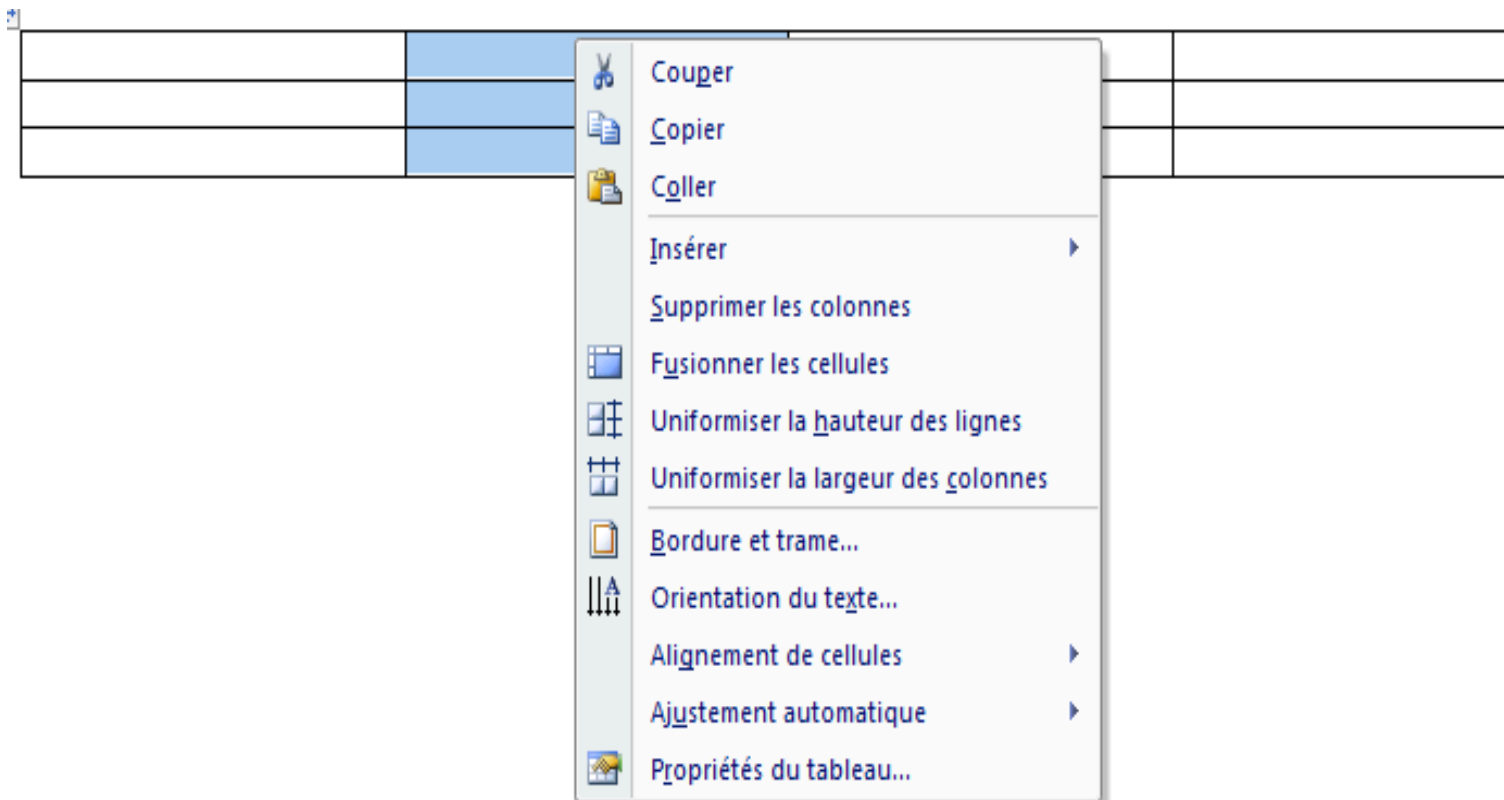 Couper
Copier
Coller
Insérer
Supprimer les colonnes
Fusionner les cellules
Uniformiser la hauteur des lignes
Uniformiser la largeur des colonnes
Bordure et trame...
Orientation du texte...
Alignement de cellules
Ajustement automatique
Propriétés du tableau...